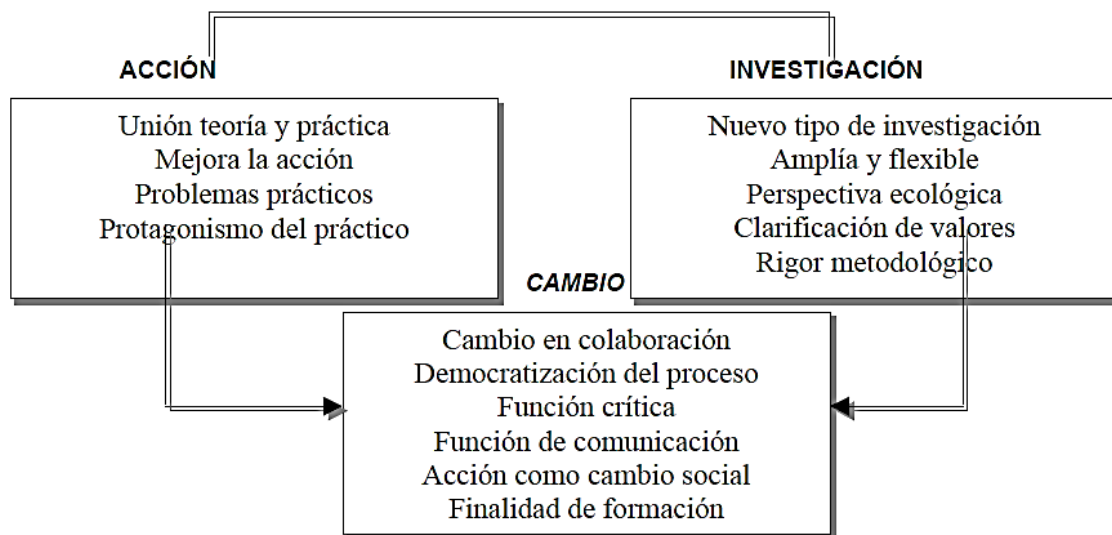 ACCIÓN
Unión teoría y práctica
Mejora la acción
Problemas prácticos
Protagonismo del práctico
INVESTIGACIÓN
Nuevo tipo de investigación
Amplía y flexible
Perspectiva ecológica
Clarificación de valores
Rigor metodológico
CAMBIO
Cambio en colaboración
Democratización del proceso
Función crítica
Función de comunicación
Acción como cambio social
Finalidad de formación